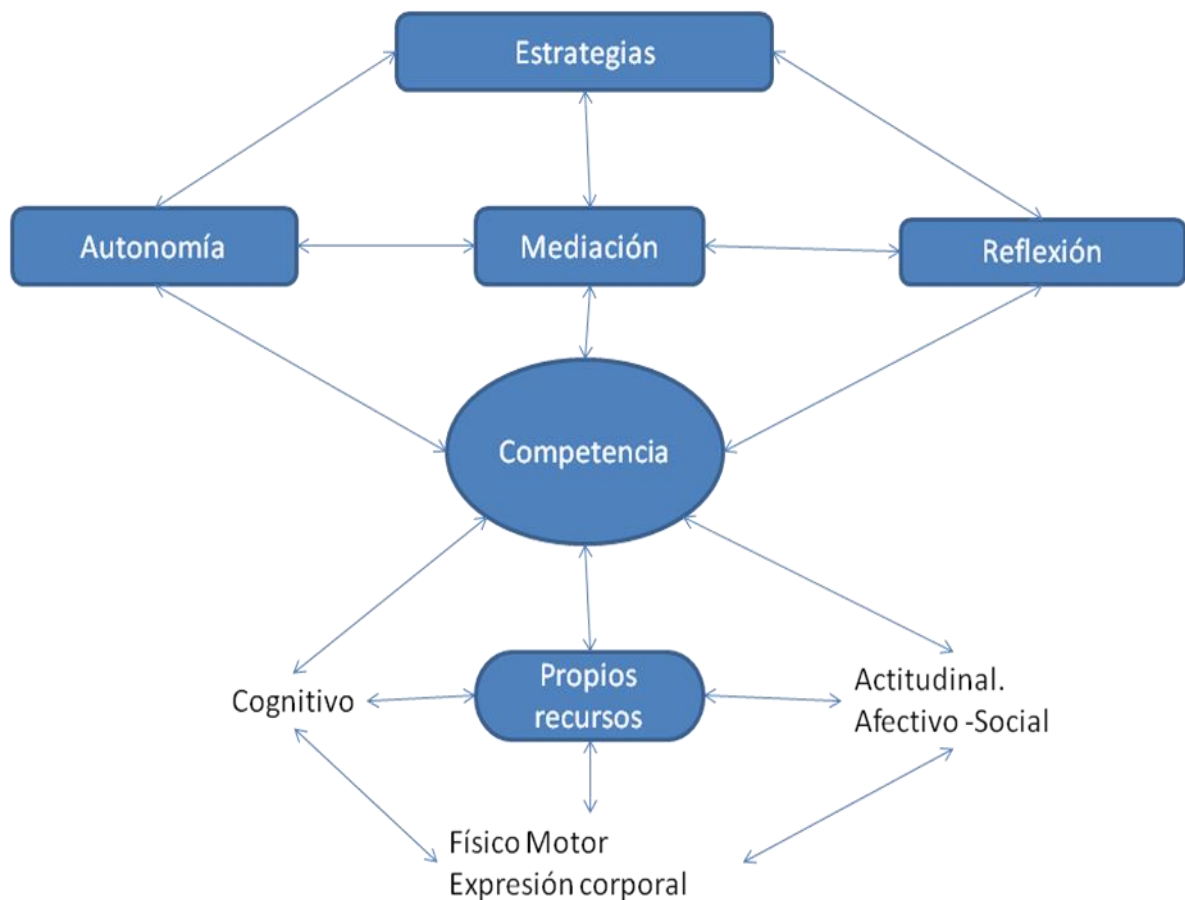 Estrategias
Autonomía
Mediación
Reflexión
Competencia
Cognitivo
Propios
recursos
Actitudinal.
Afectivo -Social
Físico Motor
Expresión corporal